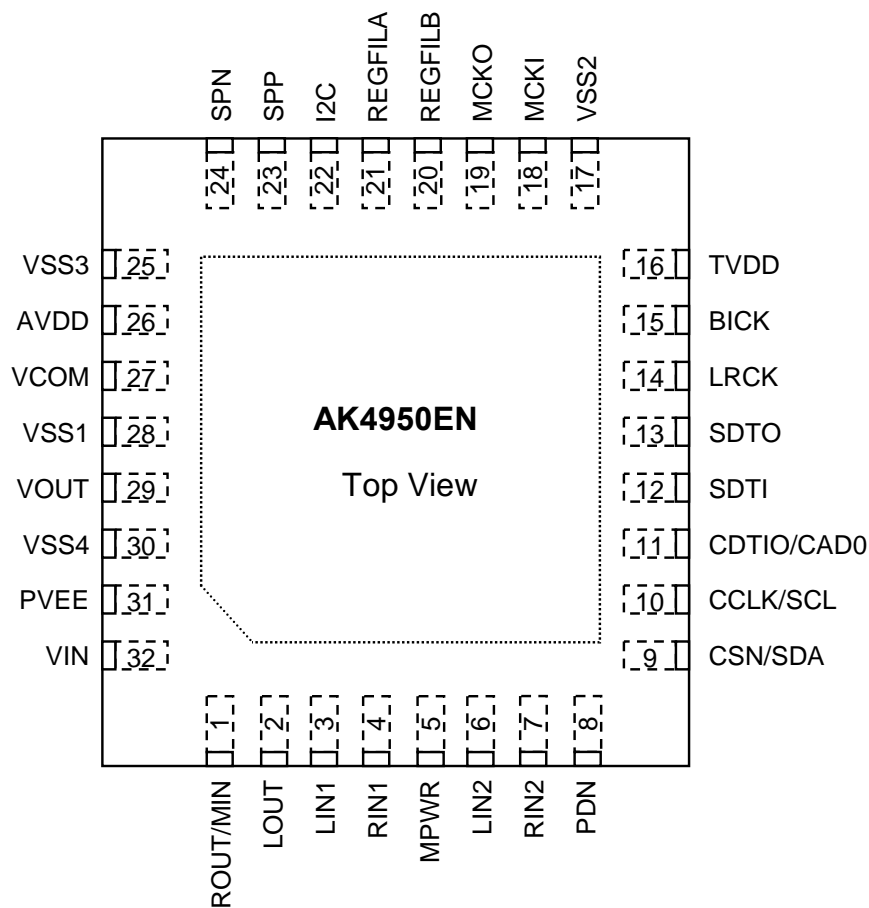 SPN
SPP
I2C
REGFILA
REGFILB
MCKO
MCKI
VSS2
24
23
22
21
20
19
18
17
VSS3 25
AVDD 26
VCOM 27
VSS1 28
VOUT 29
VSS4 30
PVEE 31
VIN 32
AK4950EN
Top View
16 TVDD
15 BICK
14 LRCK
13 SDTO
12 SDTI
11 CDTIO/CAD0
10 CCLK/SCL
9 CSN/SDA
1
2
3
4
5
6
7
8
ROUT/MIN
LOUT
LIN1
RIN1
MPWR
LIN2
RIN2
PDN